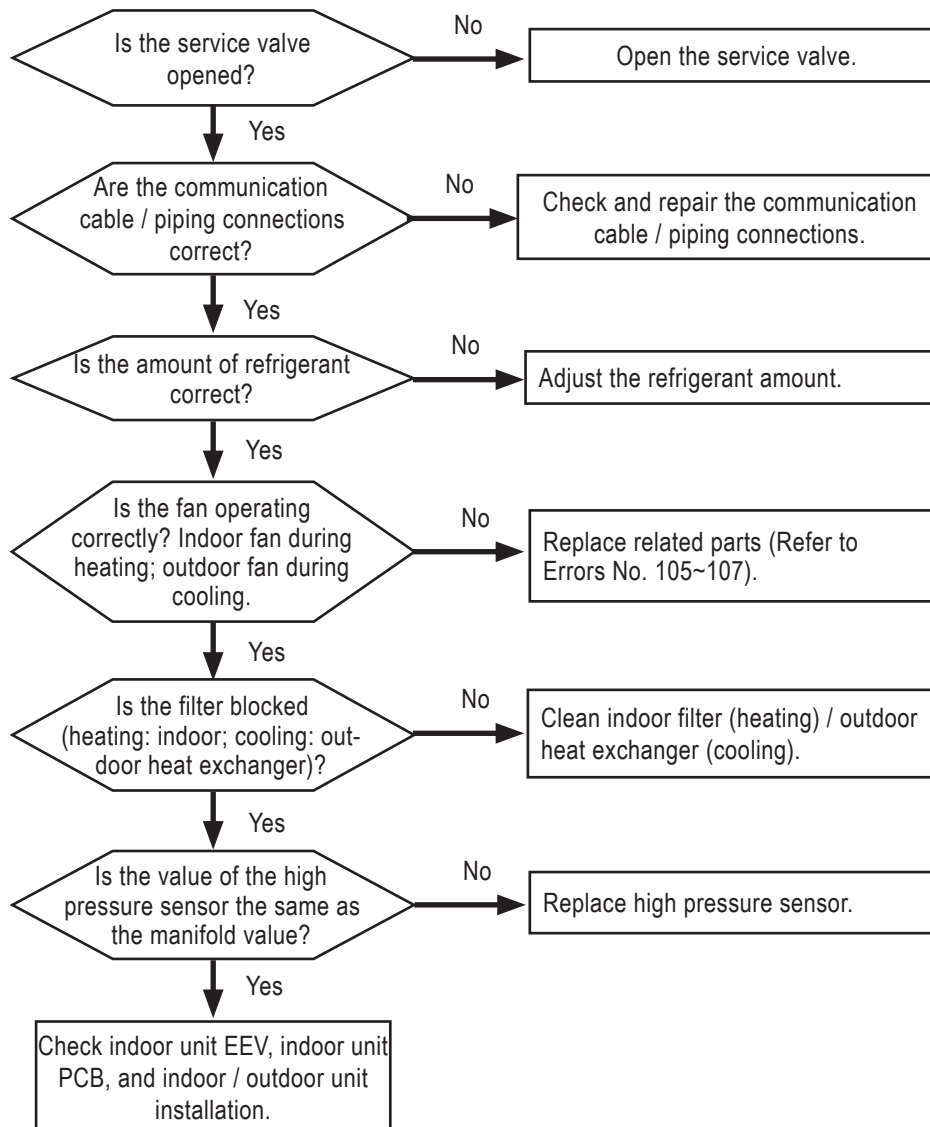 Is the service valve
opened?
No
Open the service valve.
Yes
Are the communication
cable / piping connections
correct?
No
Check and repair the communication
cable / piping connections.
Yes
Is the amount of refrigerant
correct?
No
Adjust the refrigerant amount.
Yes
Is the fan operating
correctly? Indoor fan during
heating; outdoor fan during
cooling.
No
Replace related parts (Refer to
Errors No. 105~107).
Yes
Is the filter blocked
(heating: indoor; cooling: out-
door heat exchanger)?
No
Clean indoor filter (heating) / outdoor
heat exchanger (cooling).
Yes
Is the value of the high
pressure sensor the same as
the manifold value?
No
Replace high pressure sensor.
Yes
Check indoor unit EEV, indoor unit
PCB, and indoor / outdoor unit
installation.